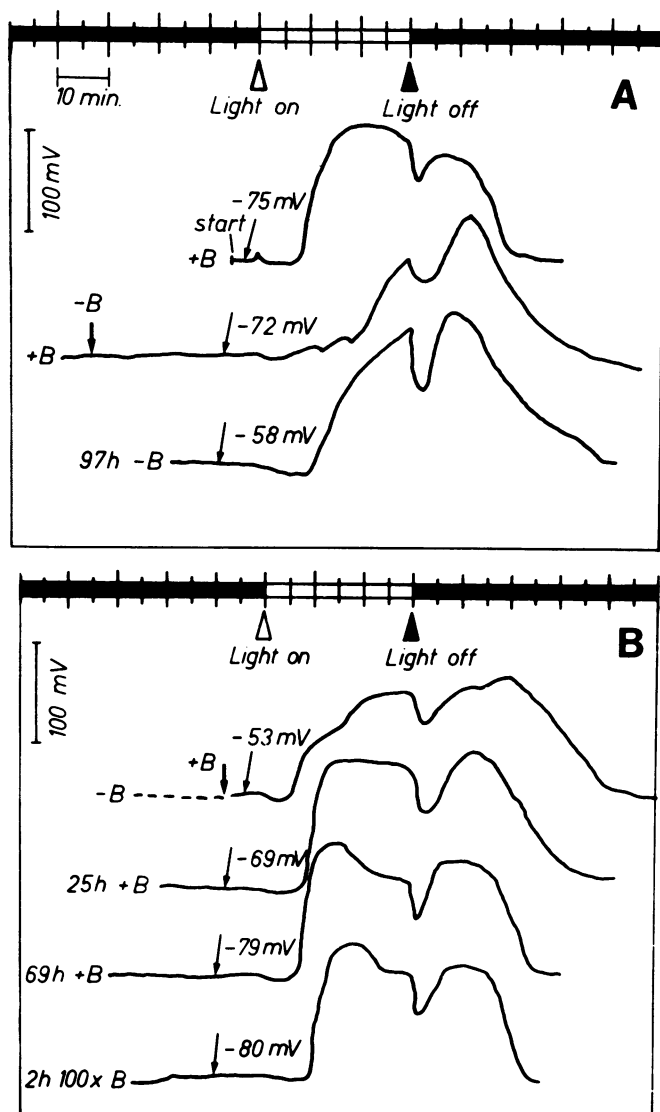 A
10 min.
Light on
Light off
100 mV
-75 mV
start
+B
-B
-72 mV
+B
-58 mV
97h -B
B
Light on
Light off
100 mV
-53 mV
+B
-B
-69 mV
25h +B
-79 mV
69h +B
-80 mV
2h 100x B